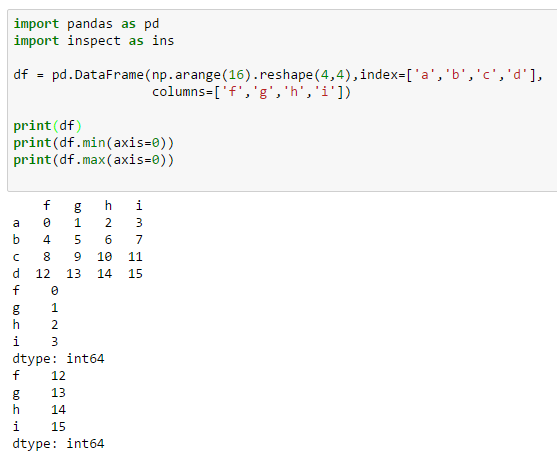 import pandas as pd
import inspect as ins
df = pd.DataFrame(np.arange(16).reshape(4,4),index=['a','b','c','d'],
columns=['f','g','h','i'])
print(df)
print(df.min(axis=0))
print(df.max(axis=0))
f g h i
a 0 1 2 3
b 4 5 6 7
c 8 9 10 11
d 12 13 14 15
f 0
g 1
h 2
i 3
dtype: int64
f 12
g 13
h 14
i 15
dtype: int64